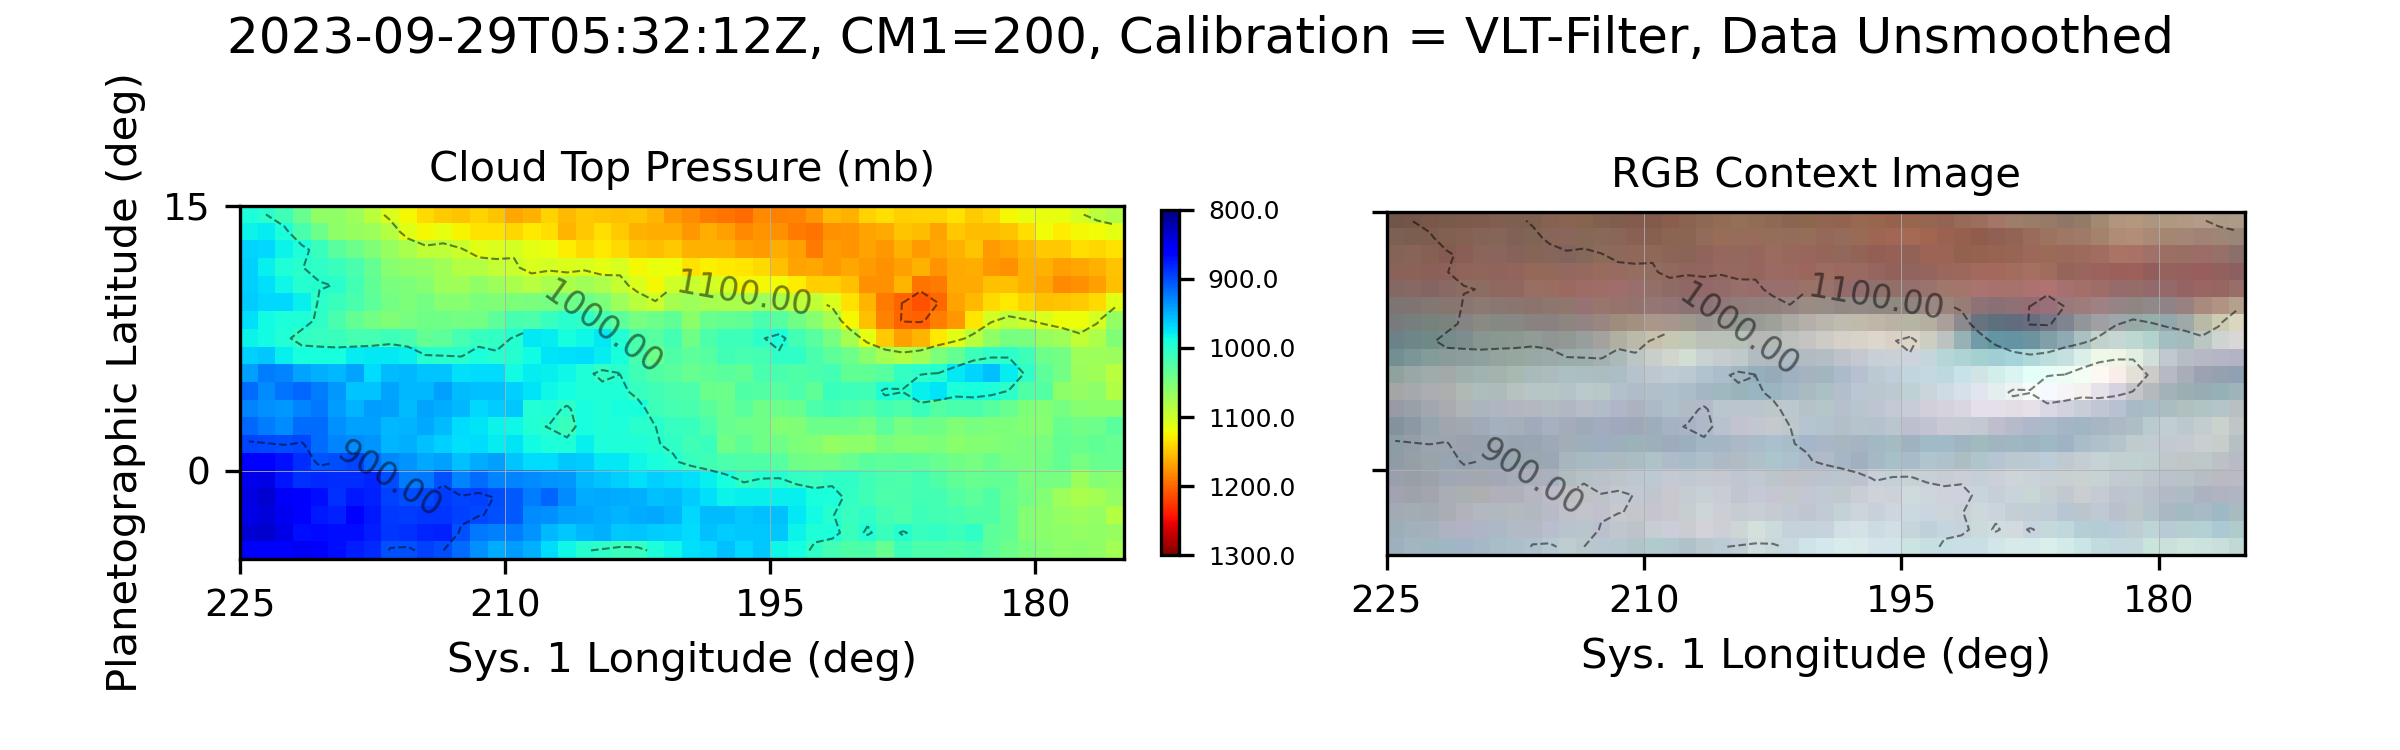 2023-09-29T05:32:12Z, CM1=200, Calibration = VLT-Filter, Data Unsmoothed
Cloud Top Pressure (mb)
Planetographic Latitude (deg)
15
0
1100.00
1000.00
900.00
225 210 195 180
Sys. 1 Longitude (deg)
800.0
900.0
1000.0
1100.0
1200.0
1300.0
RGB Context Image
1100.00
1000.00
900.00
225 210 195 180
Sys. 1 Longitude (deg)